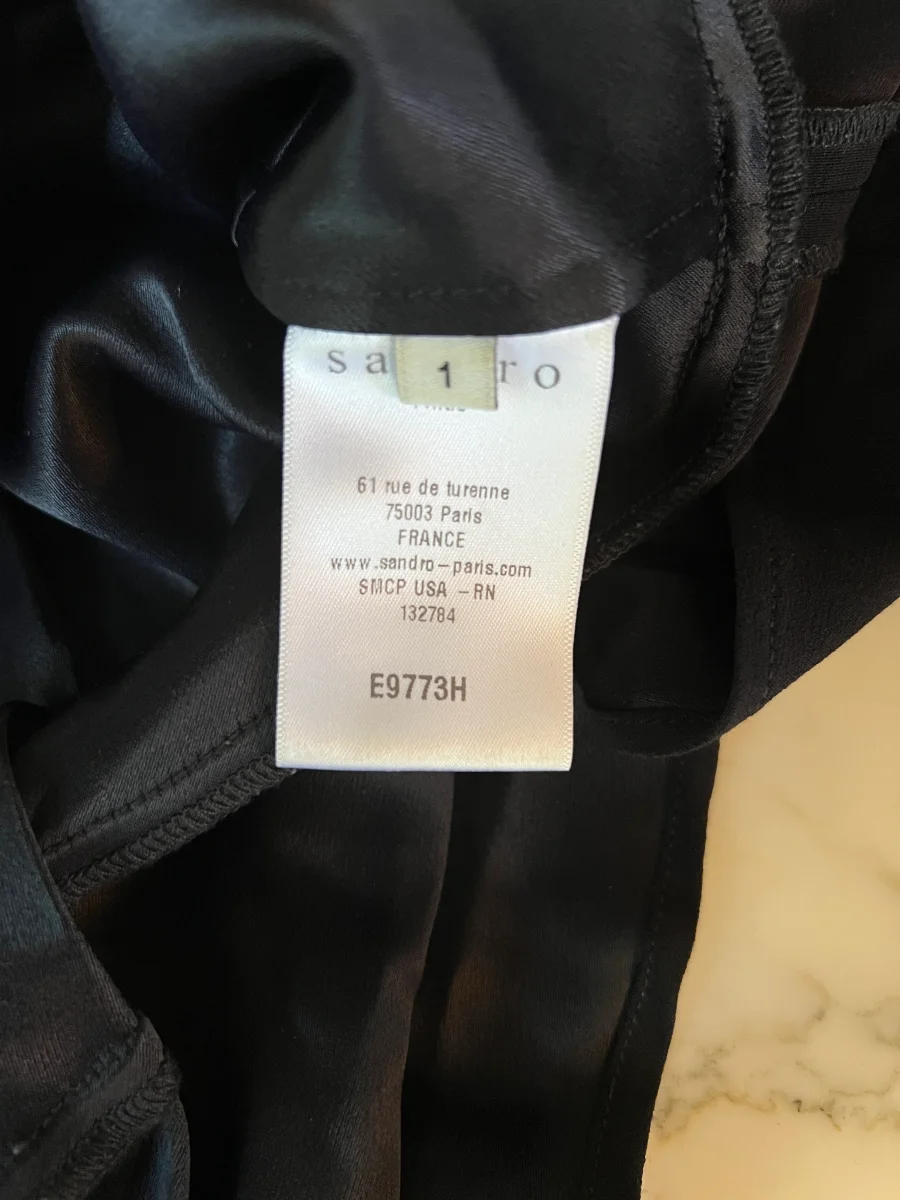 sa ro
1
61 rue de turenne
75003 Paris
FRANCE
www.sandro-paris.com
SMCP USA - RN
132784
E9773H